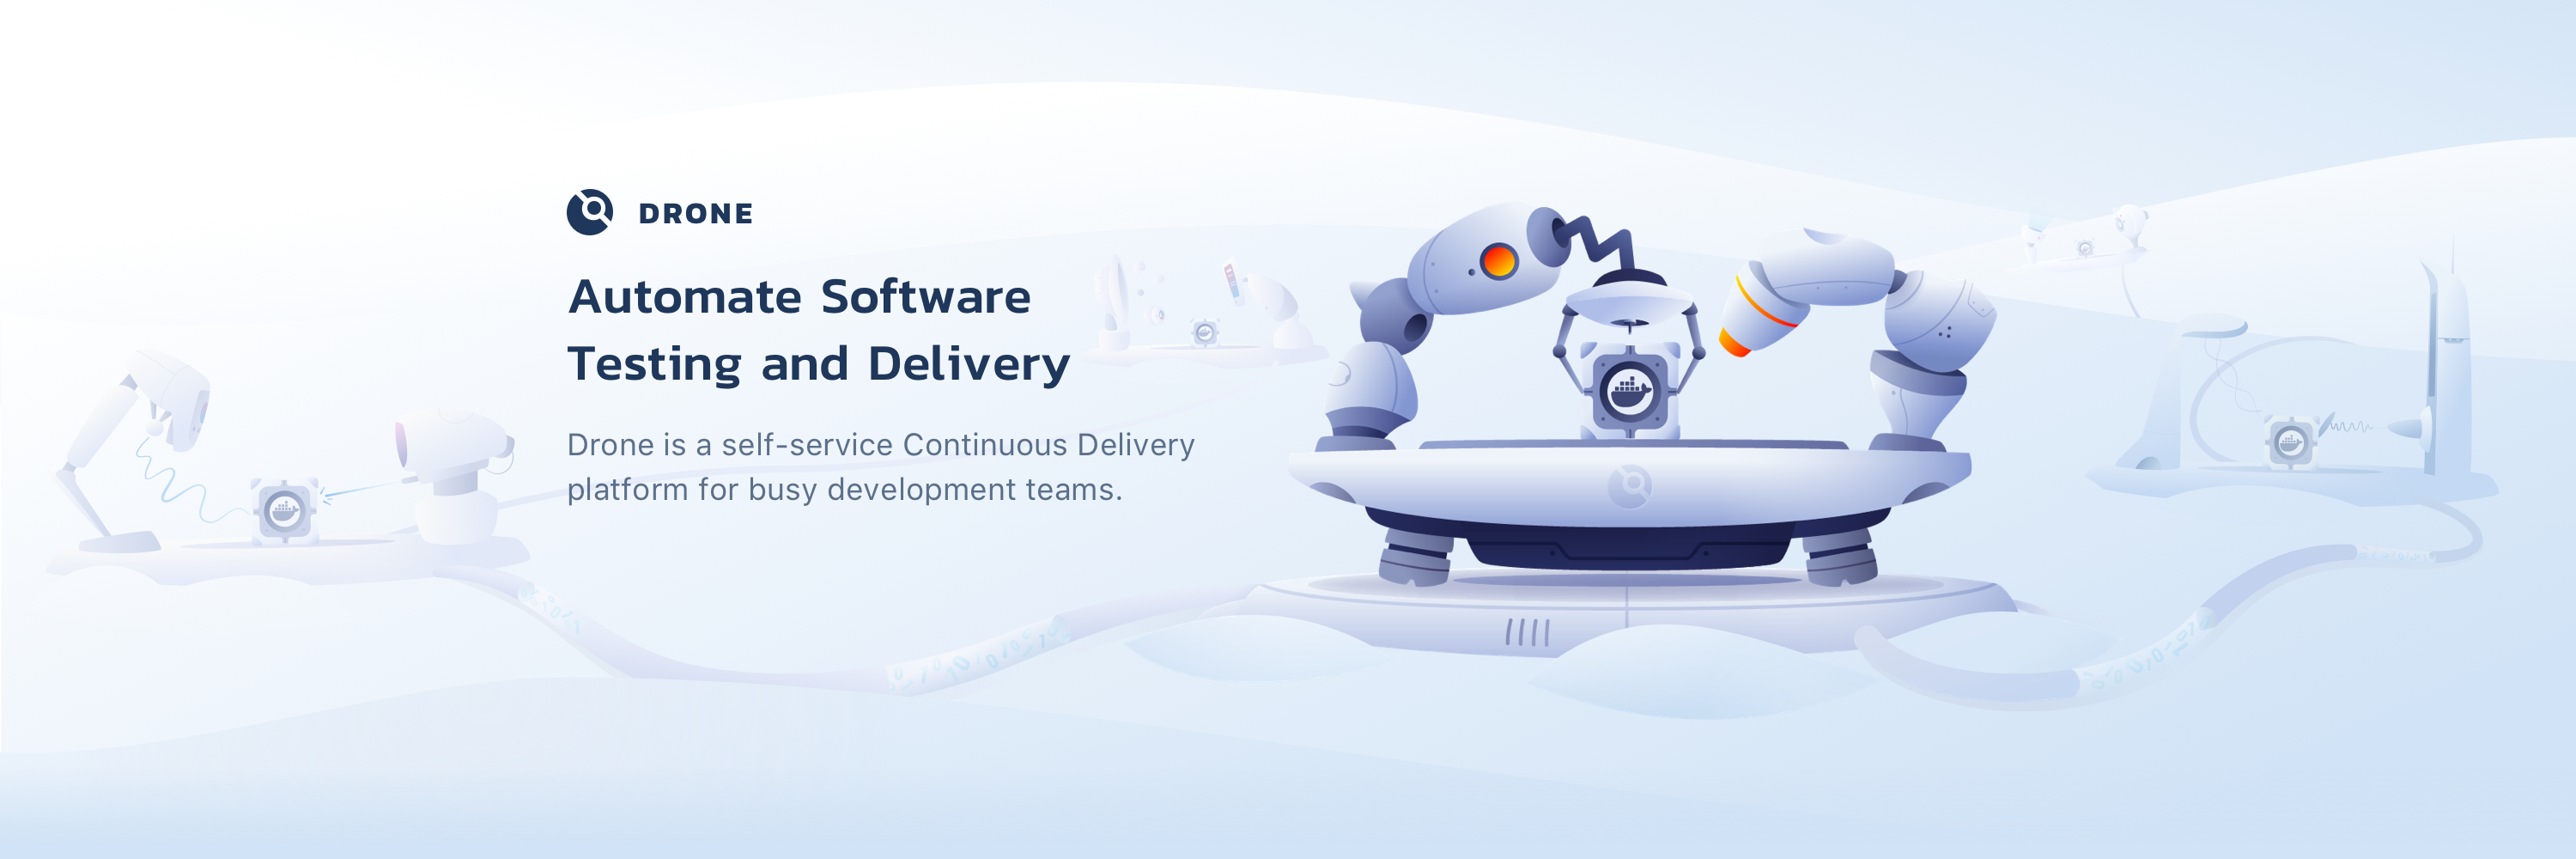 DRONE
Automate Software
Testing and Delivery
Drone is a self-service Continuous Delivery
platform for busy development teams.